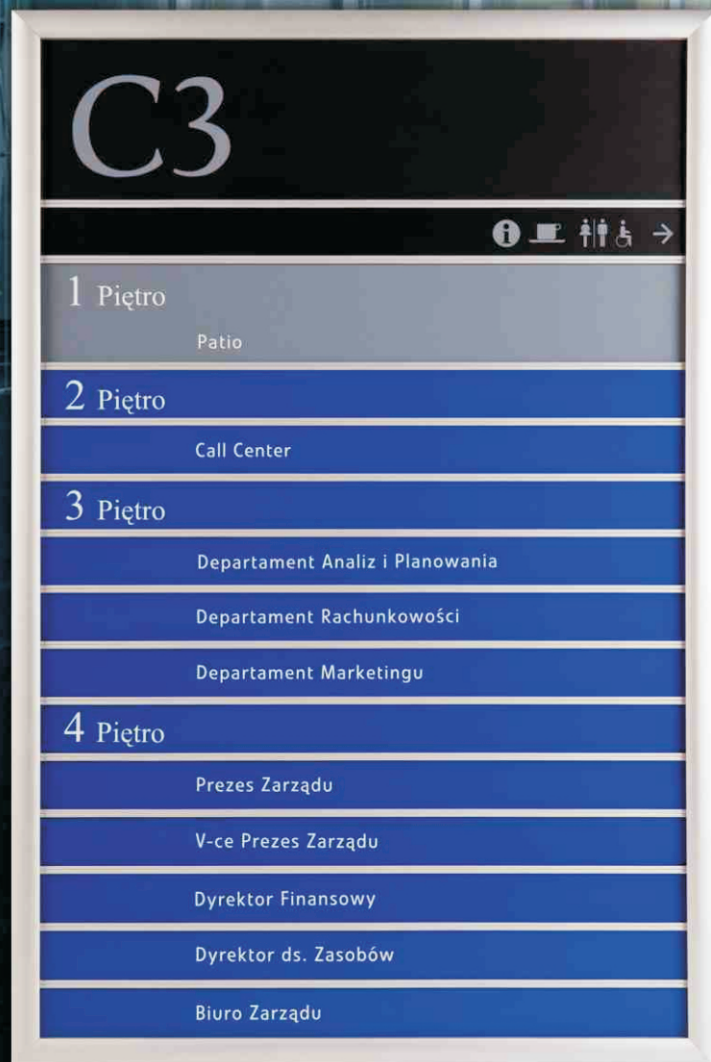 C3
1 Piętro
Patio
2 Piętro
Call Center
3 Piętro
Departament Analiz i Planowania
Departament Rachunkowości
Departament Marketingu
4 Piętro
Prezes Zarządu
V-ce Prezes Zarządu
Dyrektor Finansowy
Dyrektor ds. Zasobów
Biuro Zarządu